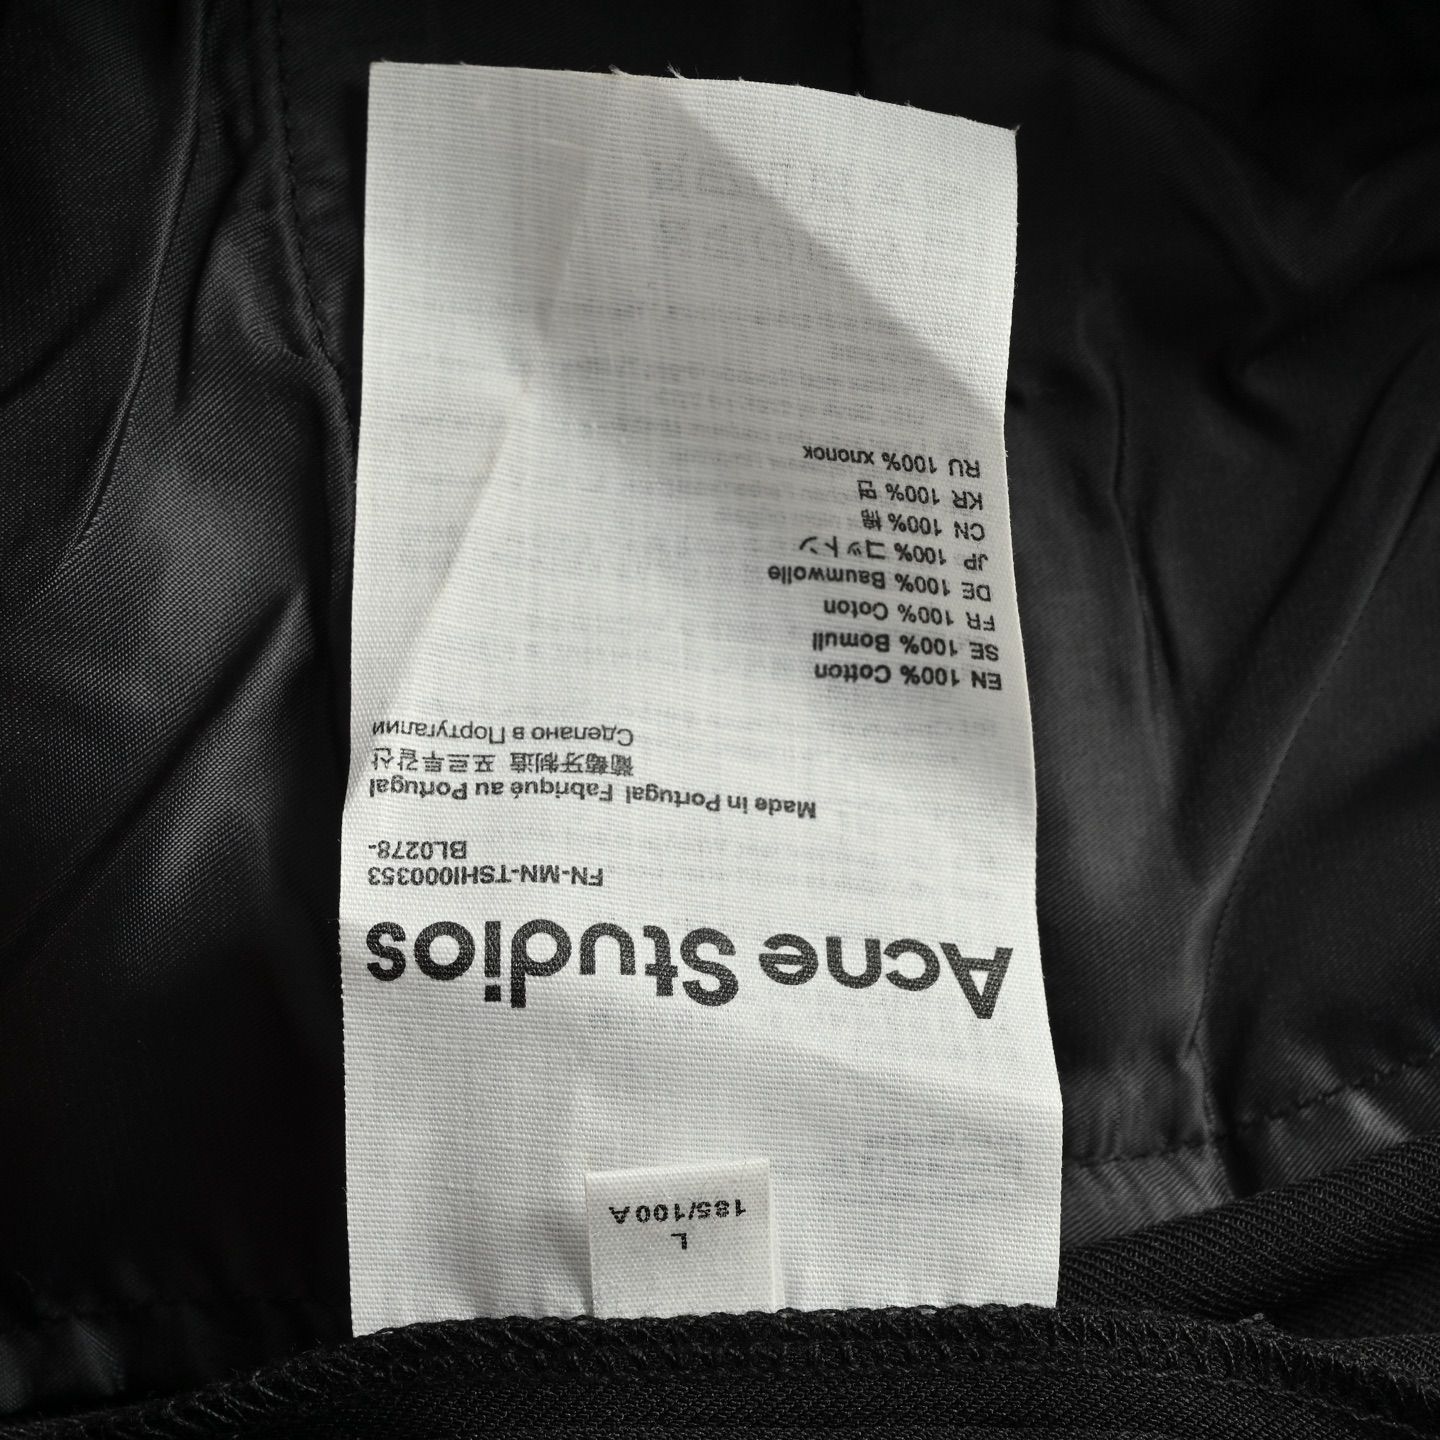 L
185/100 A
Acne Studios
FN-MN-TSHI000353
BL0278-
Made in Portugal Fabriqué au Portugal
葡萄牙制造 포르투갈산
Сделано в Португалии
EN 100% Cotton
SE 100% Bomull
FR 100% Coton
DE 100% Baumwolle
JP 100% コットン
CN 100% 棉
KR 100% 면
RU 100% хлопок